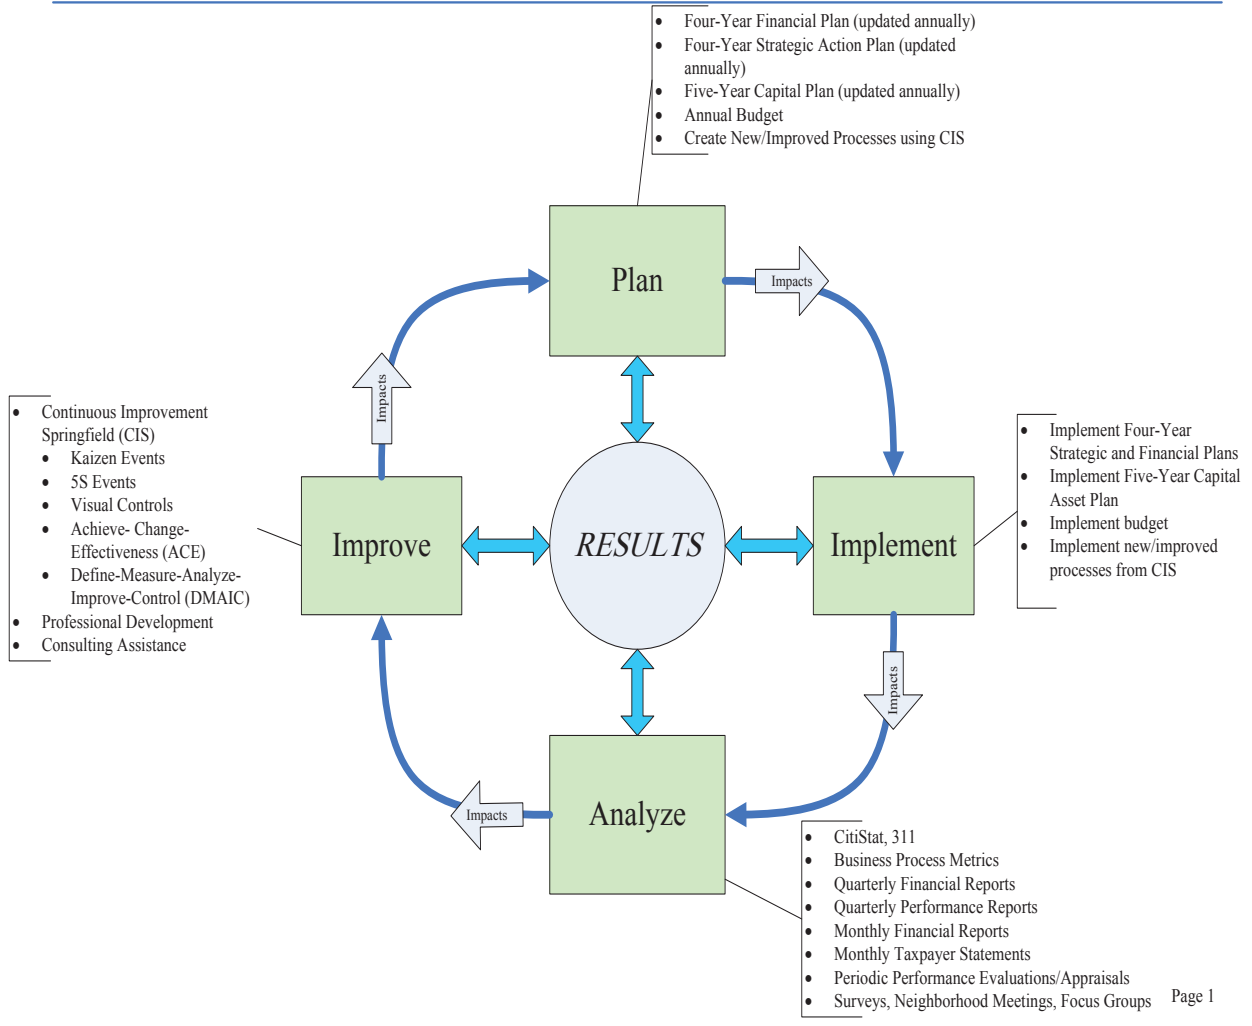 • Four-Year Financial Plan (updated annually)
• Four-Year Strategic Action Plan (updated
annually)
• Five-Year Capital Plan (updated annually)
• Annual Budget
• Create New/Improved Processes using CIS
Plan
Impacts
Impacts
• Continuous Improvement
Springfield (CIS)
• Kaizen Events
• 5S Events
• Visual Controls
• Achieve- Change-
Effectiveness (ACE)
• Define-Measure-Analyze-
Improve-Control (DMAIC)
• Professional Development
• Consulting Assistance
Improve
RESULTS
Implement
• Implement Four-Year
Strategic and Financial Plans
• Implement Five-Year Capital
Asset Plan
• Implement budget
• Implement new/improved
processes from CIS
Impacts
Impacts
Analyze
• CitiStat, 311
• Business Process Metrics
• Quarterly Financial Reports
• Quarterly Performance Reports
• Monthly Financial Reports
• Monthly Taxpayer Statements
• Periodic Performance Evaluations/Appraisals
• Surveys, Neighborhood Meetings, Focus Groups
Page 1